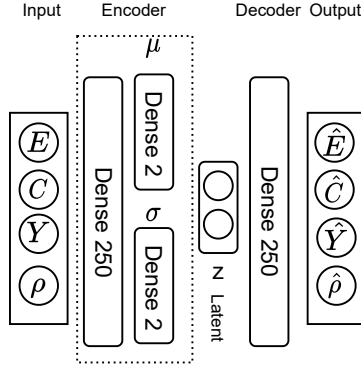 Input
Encoder
Decoder
Output
μ
E
C
Y
ρ
Dense 250
Dense 2
σ
Dense 2
z
Latent
Dense 250
Ê
Ĉ
Ŷ
ρ̂